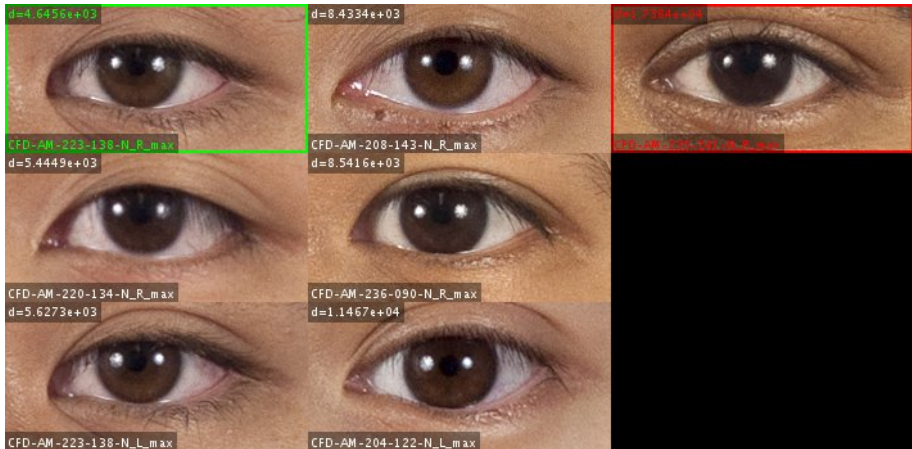 d=4.6456e+03
CFD-AM-223-138-N_R_max
d=5.4449e+03
CFD-AM-220-134-N_R_max
d=5.6273e+03
CFD-AM-223-138-N_L_max
d=8.4334e+03
CFD-AM-208-143-N_R_max
d=8.5416e+03
CFD-AM-236-090-N_R_max
d=1.1467e+04
CFD-AM-204-122-N_L_max